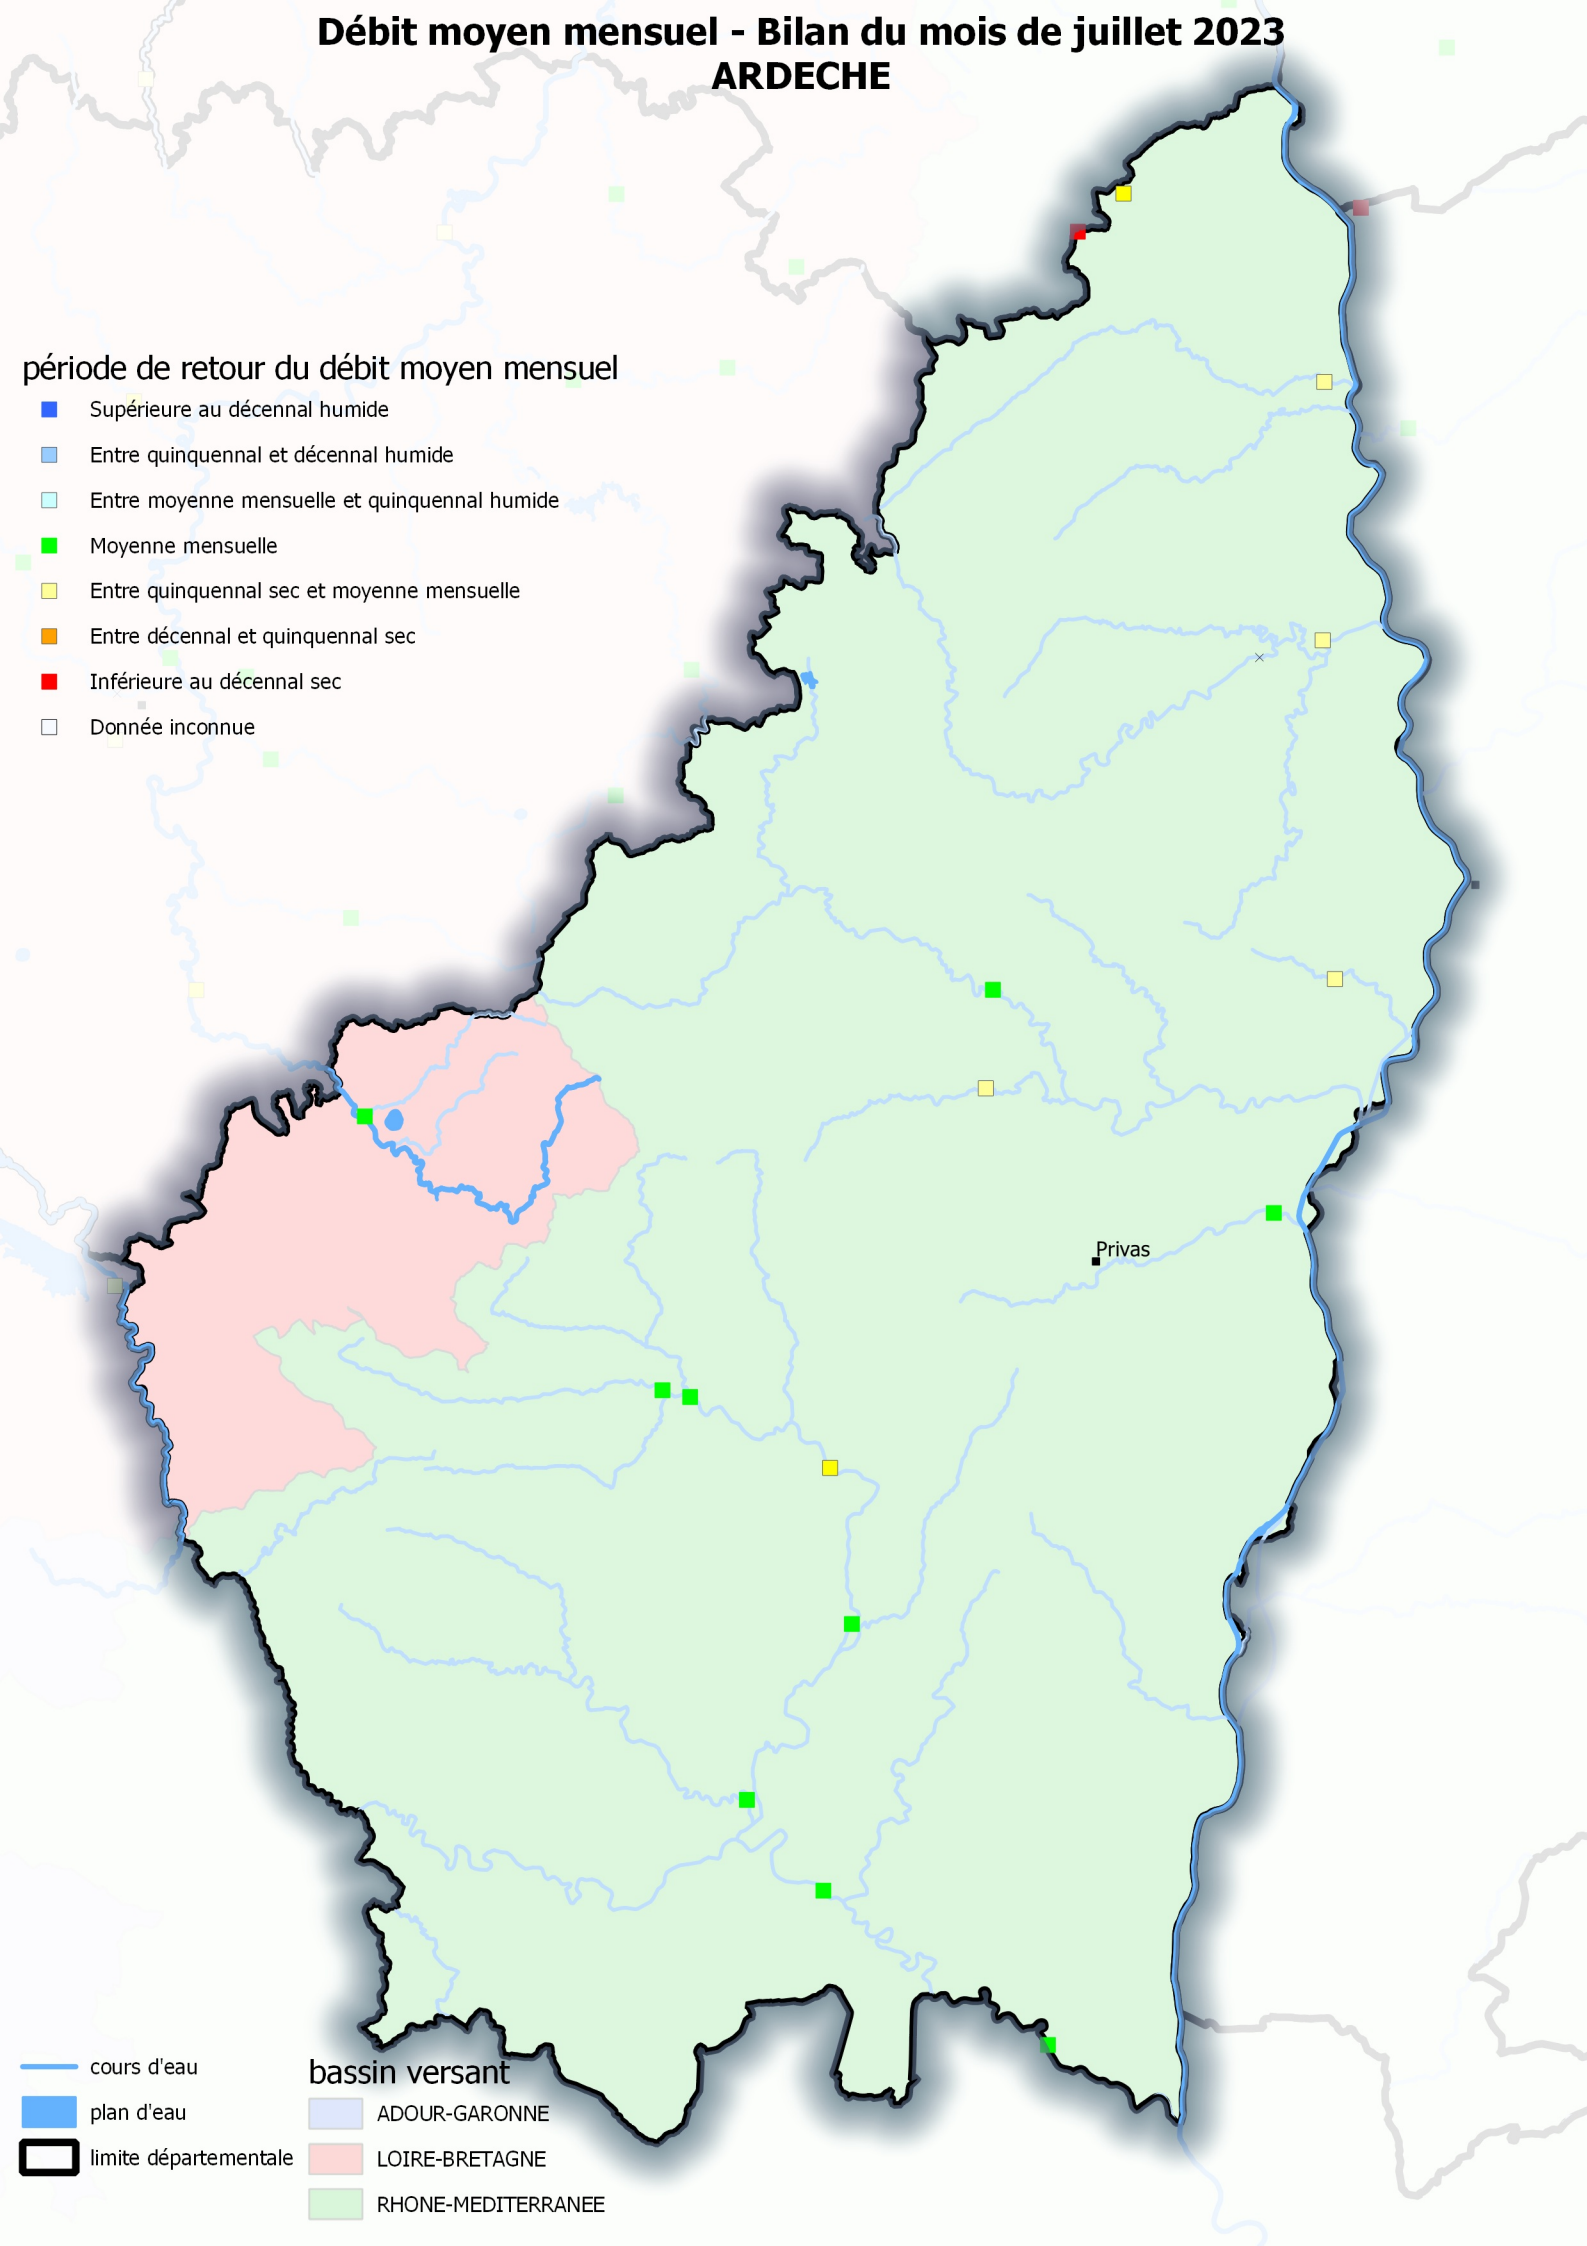 Débit moyen mensuel - Bilan du mois de juillet 2023
ARDECHE
période de retour du débit moyen mensuel
Supérieure au décennal humide
Entre quinquennal et décennal humide
Entre moyenne mensuelle et quinquennal humide
Moyenne mensuelle
Entre quinquennal sec et moyenne mensuelle
Entre décennal et quinquennal sec
Inférieure au décennal sec
Donnée inconnue
Privas
cours d'eau
plan d'eau
limite départementale
bassin versant
ADOUR-GARONNE
LOIRE-BRETAGNE
RHONE-MEDITERRANEE